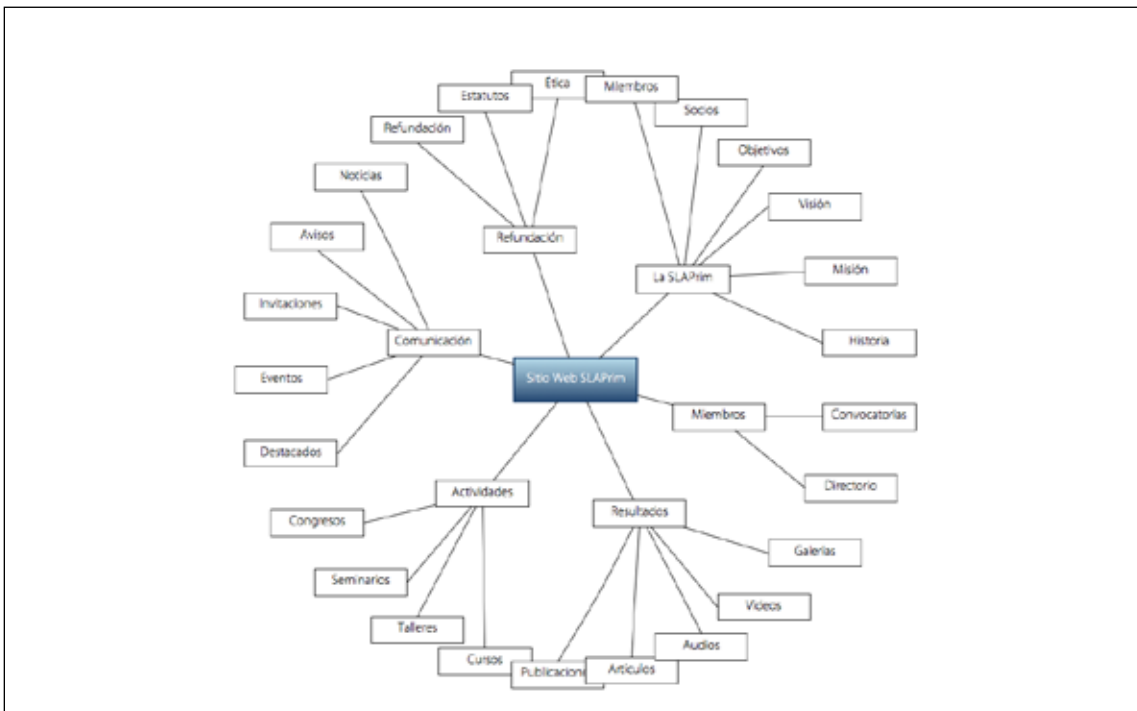 Ética
Miembros
Estatutos
Socios
Refundación
Objetivos
Noticias
Visión
Avisos
Refundación
La SLAPrim
Misión
Invitaciones
Comunicación
Historia
Sitio Web SLAPrim
Eventos
Miembros
Convocatorias
Destacados
Directorio
Actividades
Resultados
Congresos
Galerías
Seminarios
Videos
Talleres
Audios
Cursos
Publicacione
Artículos